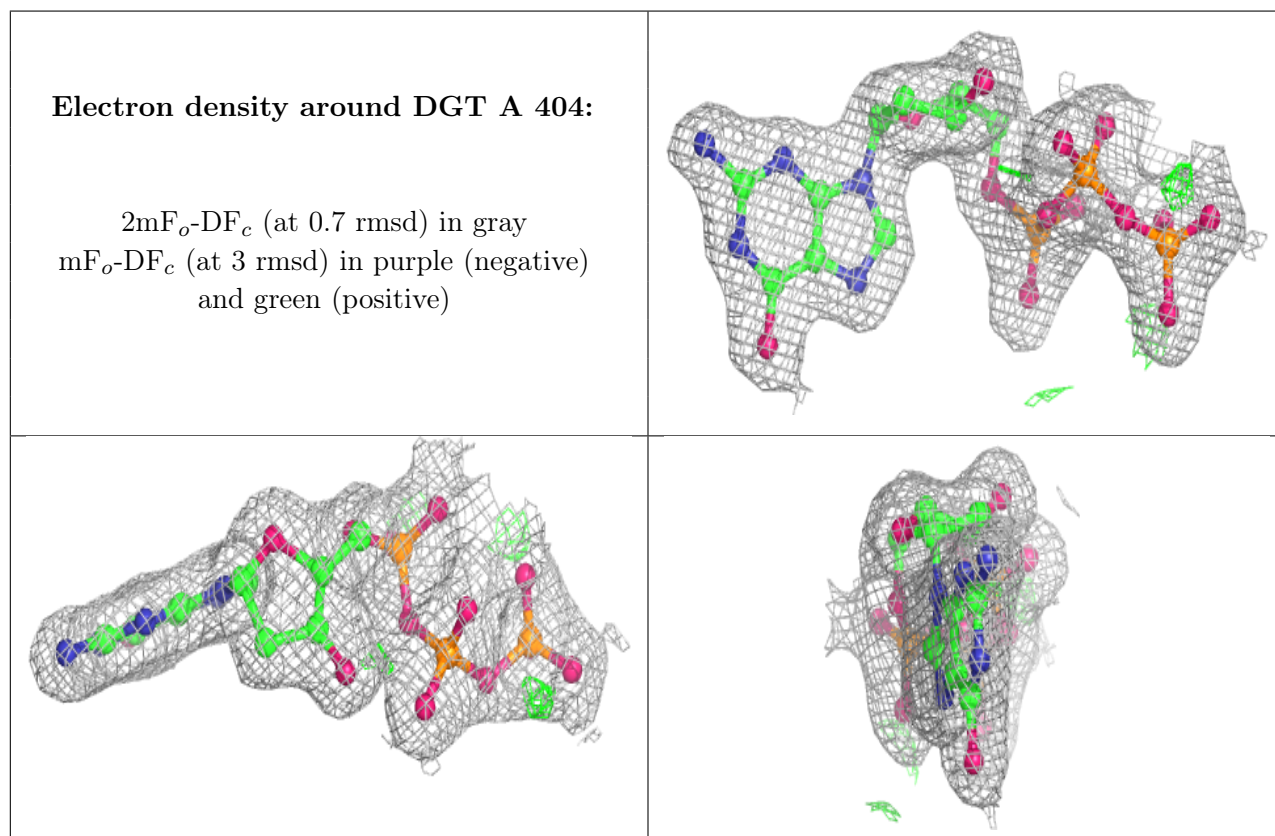 Electron density around DGT A 404:
2mFo-DFc (at 0.7 rmsd) in gray
mFo-DFc (at 3 rmsd) in purple (negative)
and green (positive)